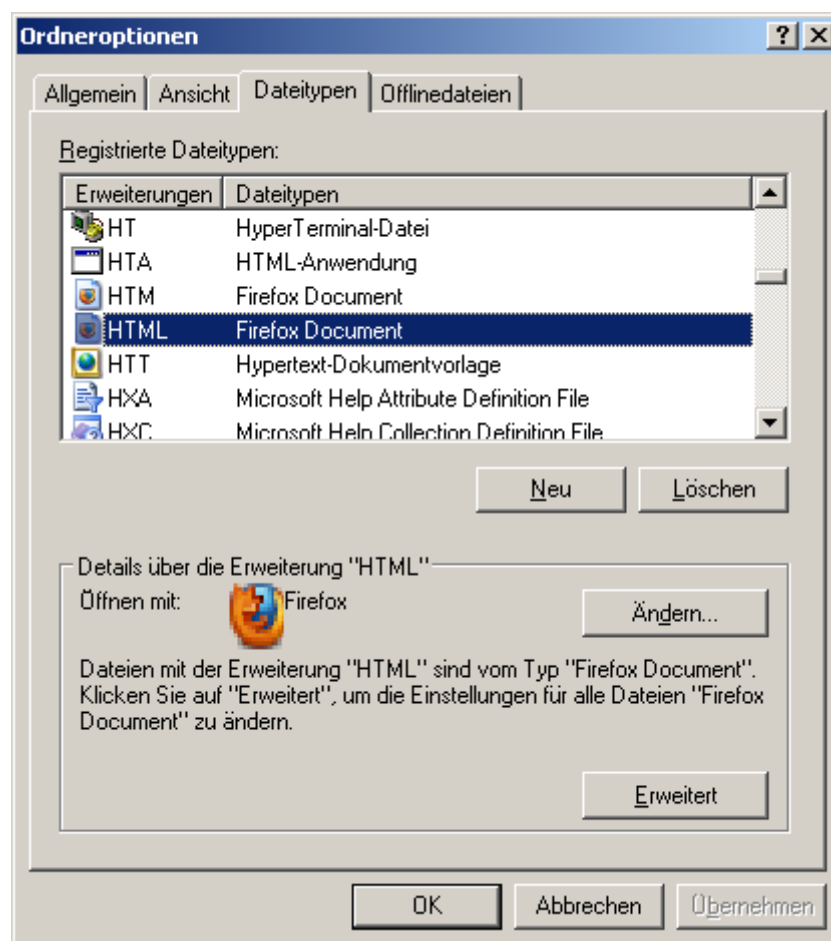 Ordneroptionen
Allgemein Ansicht Dateitypen Offlinedateien
Registrierte Dateitypen:
Erweiterungen Dateitypen
HT HyperTerminal-Datei
HTA HTML-Anwendung
HTM Firefox Document
HTML Firefox Document
HTT Hypertext-Dokumentvorlage
HXA Microsoft Help Attribute Definition File
HXC Microsoft Help Collection Definition File
Neu Löschen
Details über die Erweiterung "HTML"
Öffnen mit: Firefox
Ändern...
Dateien mit der Erweiterung "HTML" sind vom Typ "Firefox Document".
Klicken Sie auf "Erweitert", um die Einstellungen für alle Dateien "Firefox
Document" zu ändern.
Erweitert
OK Abbrechen Übernehmen